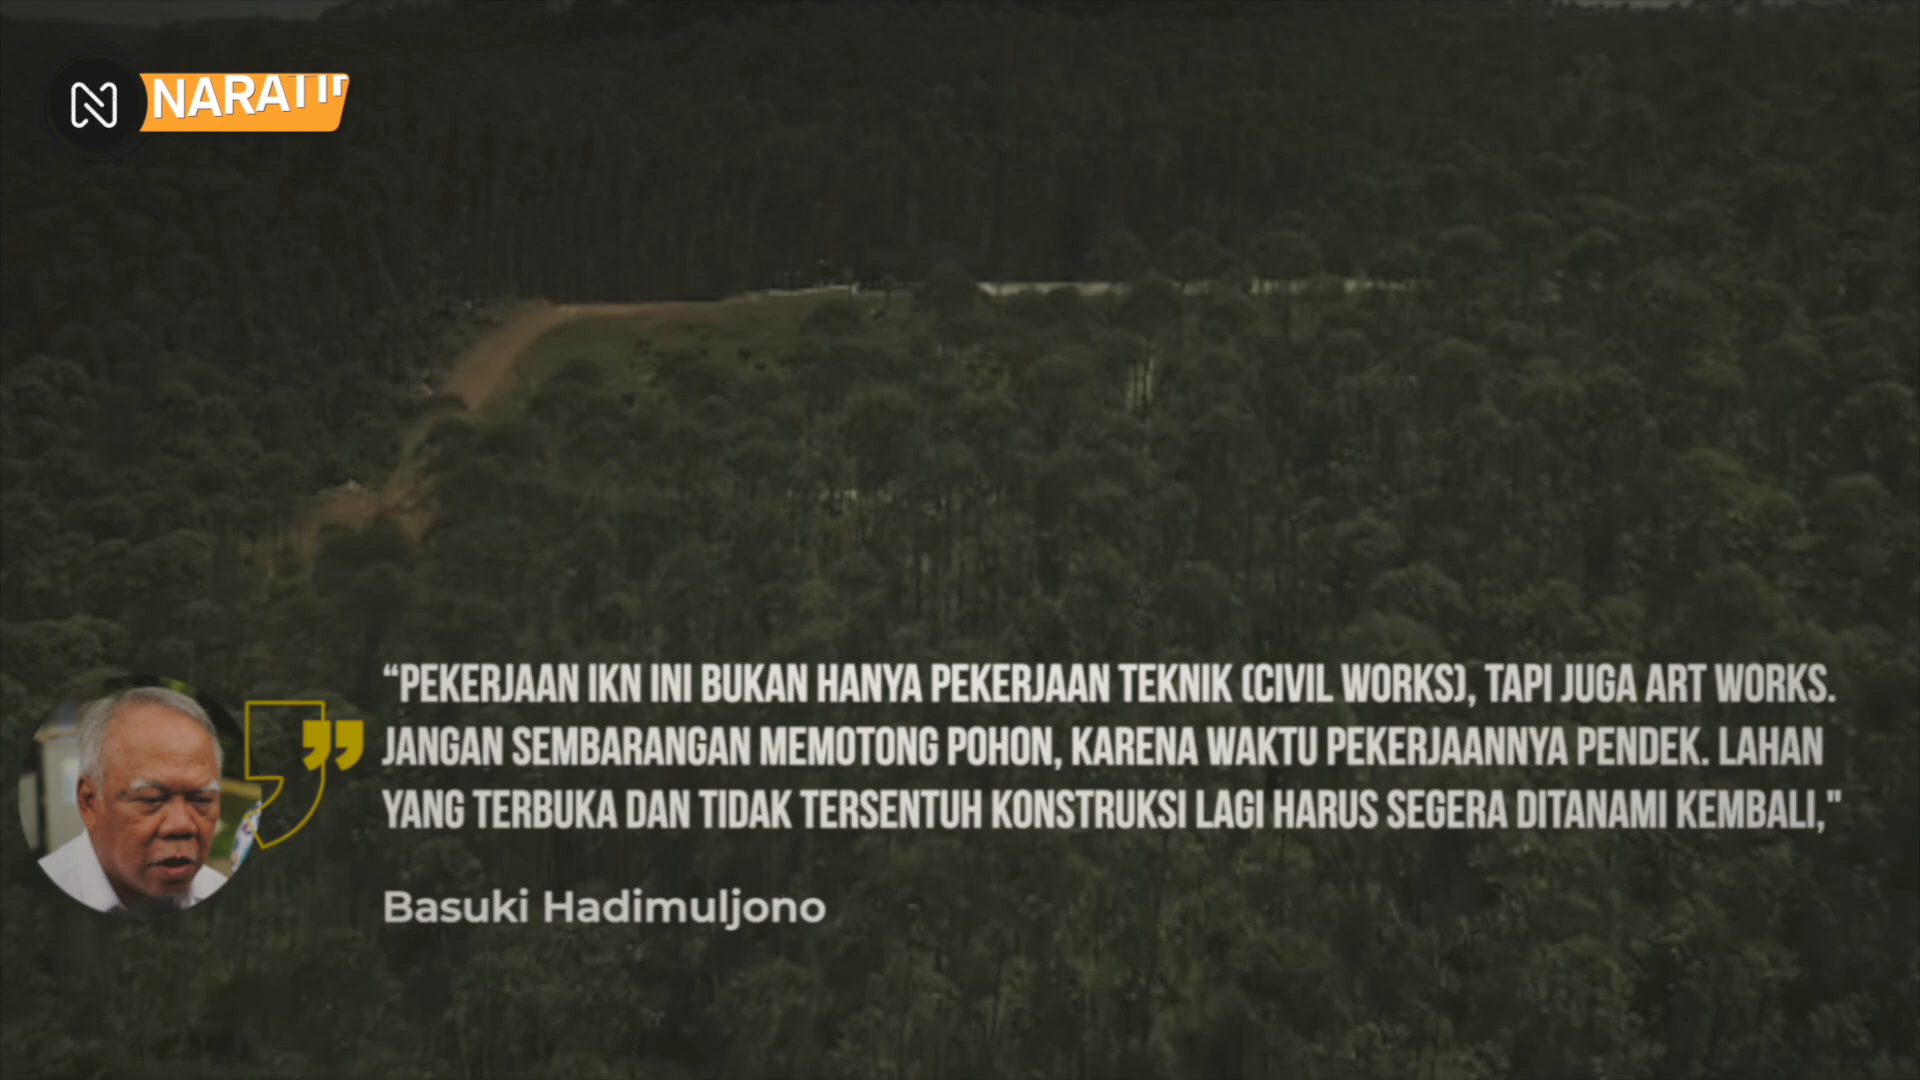 “PEKERJAAN IKN INI BUKAN HANYA PEKERJAAN TEKNIK (CIVIL WORKS), TAPI JUGA ART WORKS.
JANGAN SEMBARANGAN MEMOTONG POHON, KARENA WAKTU PEKERJAANNYA PENDEK. LAHAN
YANG TERBUKA DAN TIDAK TERSENTUH KONSTRUKSI LAGI HARUS SEGERA DITANAMI KEMBALI,"
Basuki Hadimuljono